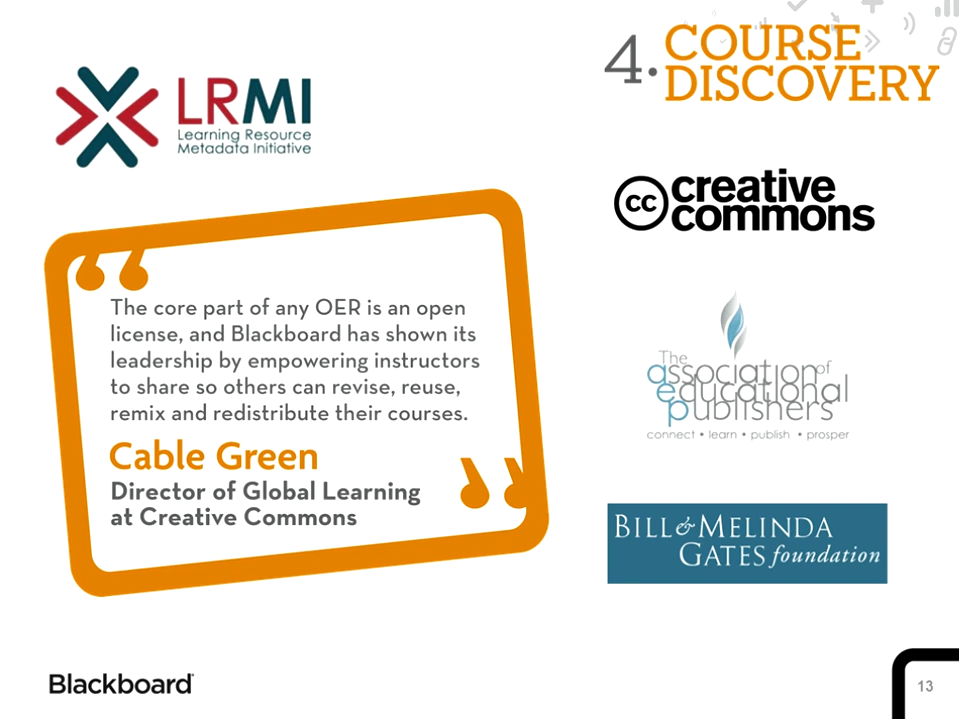 4. COURSE
DISCOVERY
LRMI
Learning Resource
Metadata Initiative
cc creative
commons
“
The core part of any OER is an open
license, and Blackboard has shown its
leadership by empowering instructors
to share so others can revise, reuse,
remix and redistribute their courses.
Cable Green
Director of Global Learning
at Creative Commons
”
The
association of
educational
publishers
connect • learn • publish • prosper
BILL & MELINDA
GATES foundation
Blackboard
13